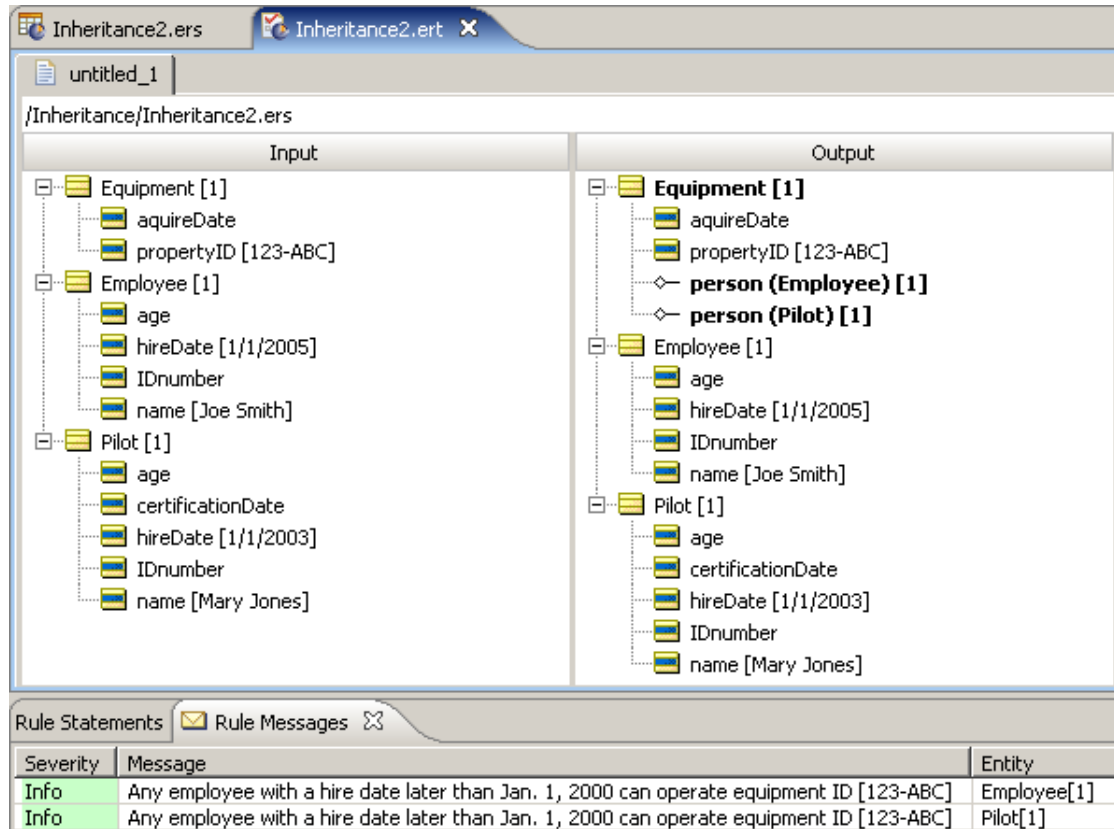 Inheritance2.ers Inheritance2.ert
untitled_1
/Inheritance/Inheritance2.ers
Input
Equipment [1]
aquireDate
propertyID [123-ABC]
Employee [1]
age
hireDate [1/1/2005]
IDnumber
name [Joe Smith]
Pilot [1]
age
certificationDate
hireDate [1/1/2003]
IDnumber
name [Mary Jones]
Output
Equipment [1]
aquireDate
propertyID [123-ABC]
person (Employee) [1]
person (Pilot) [1]
Employee [1]
age
hireDate [1/1/2005]
IDnumber
name [Joe Smith]
Pilot [1]
age
certificationDate
hireDate [1/1/2003]
IDnumber
name [Mary Jones]
Rule Statements Rule Messages
Severity Message Entity
Info Any employee with a hire date later than Jan. 1, 2000 can operate equipment ID [123-ABC] Employee[1]
Info Any employee with a hire date later than Jan. 1, 2000 can operate equipment ID [123-ABC] Pilot[1]